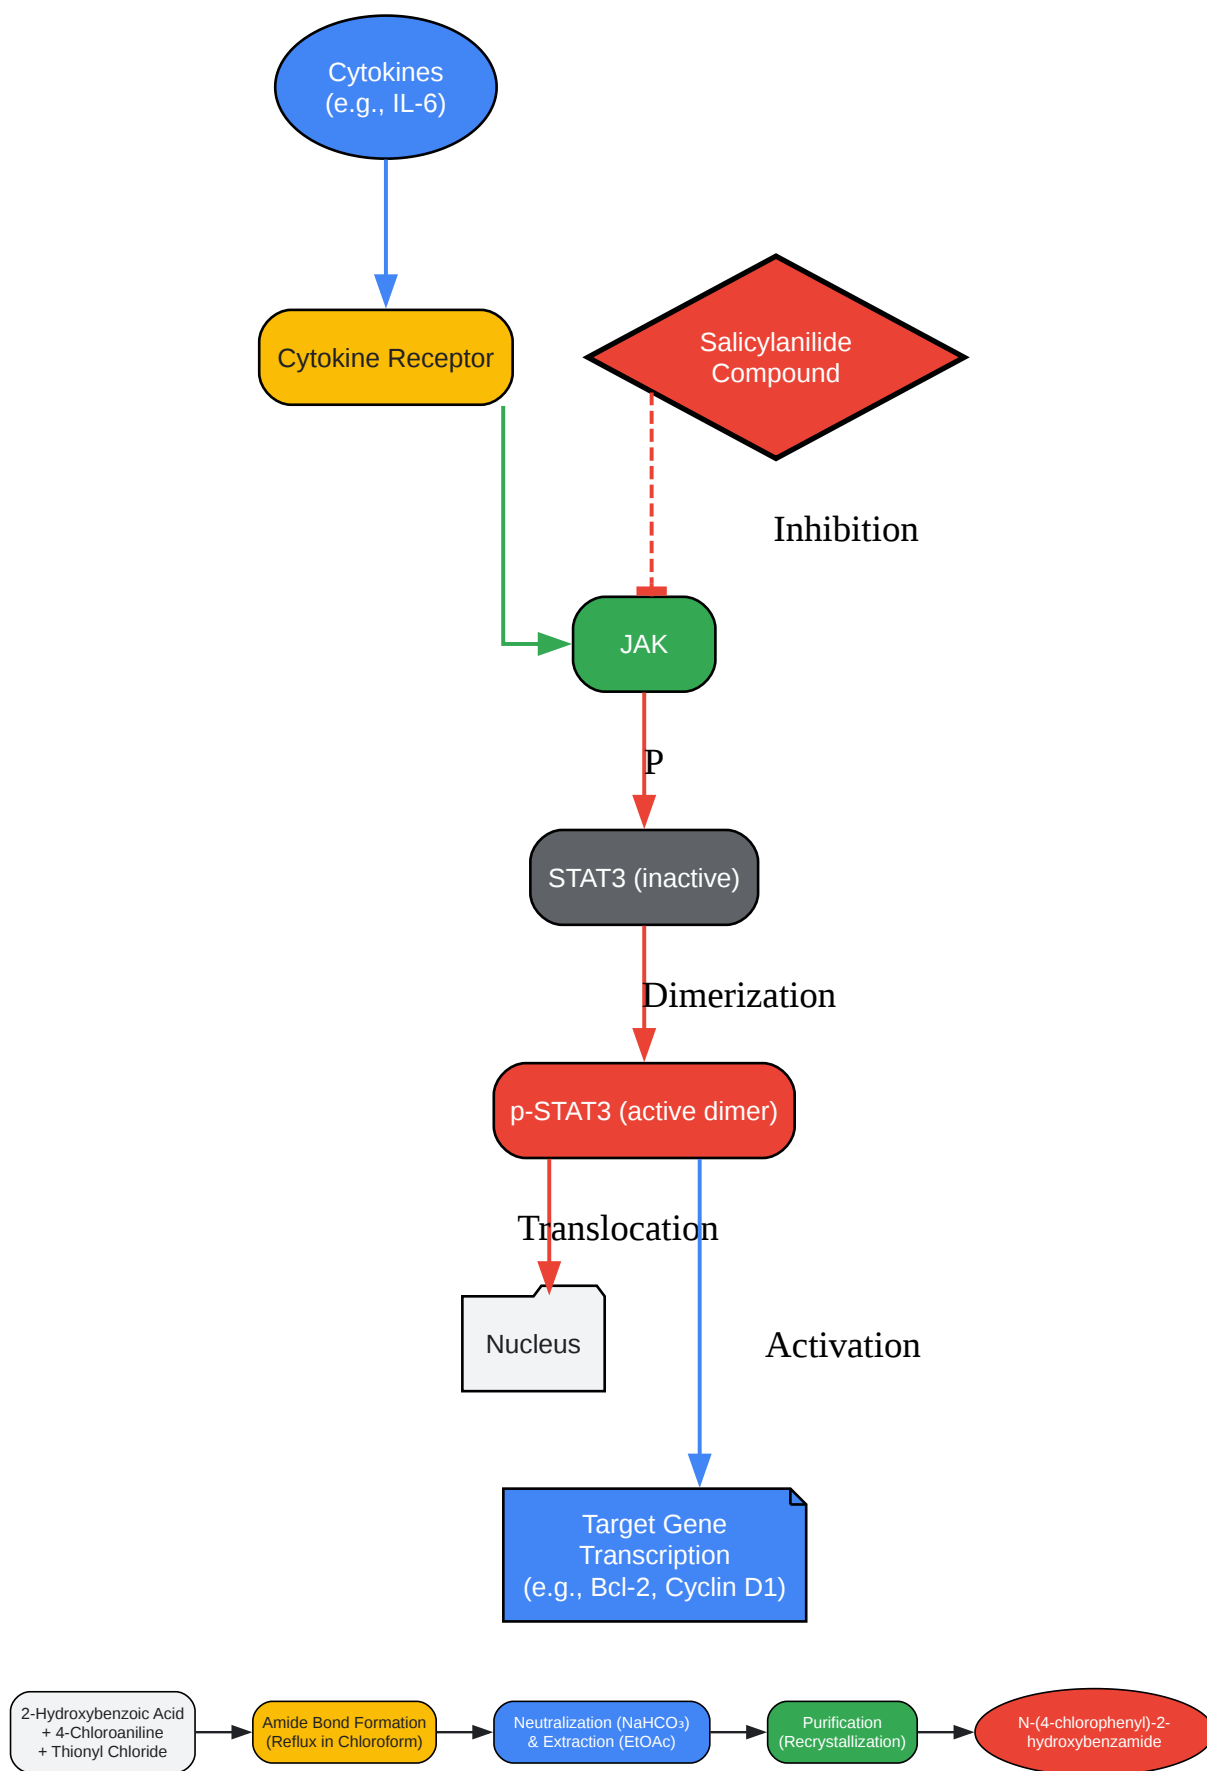 Cytokines
(e.g., IL-6)
Cytokine Receptor
Salicylanilide
Compound
Inhibition
JAK
P
STAT3 (inactive)
Dimerization
p-STAT3 (active dimer)
Translocation
Nucleus
Activation
Target Gene
Transcription
(e.g., Bcl-2, Cyclin D1)
2-Hydroxybenzoic Acid
+ 4-Chloroaniline
+ Thionyl Chloride
Amide Bond Formation
(Reflux in Chloroform)
Neutralization (NaHCO₃)
& Extraction (EtOAc)
Purification
(Recrystallization)
N-(4-chlorophenyl)-2-
hydroxybenzamide